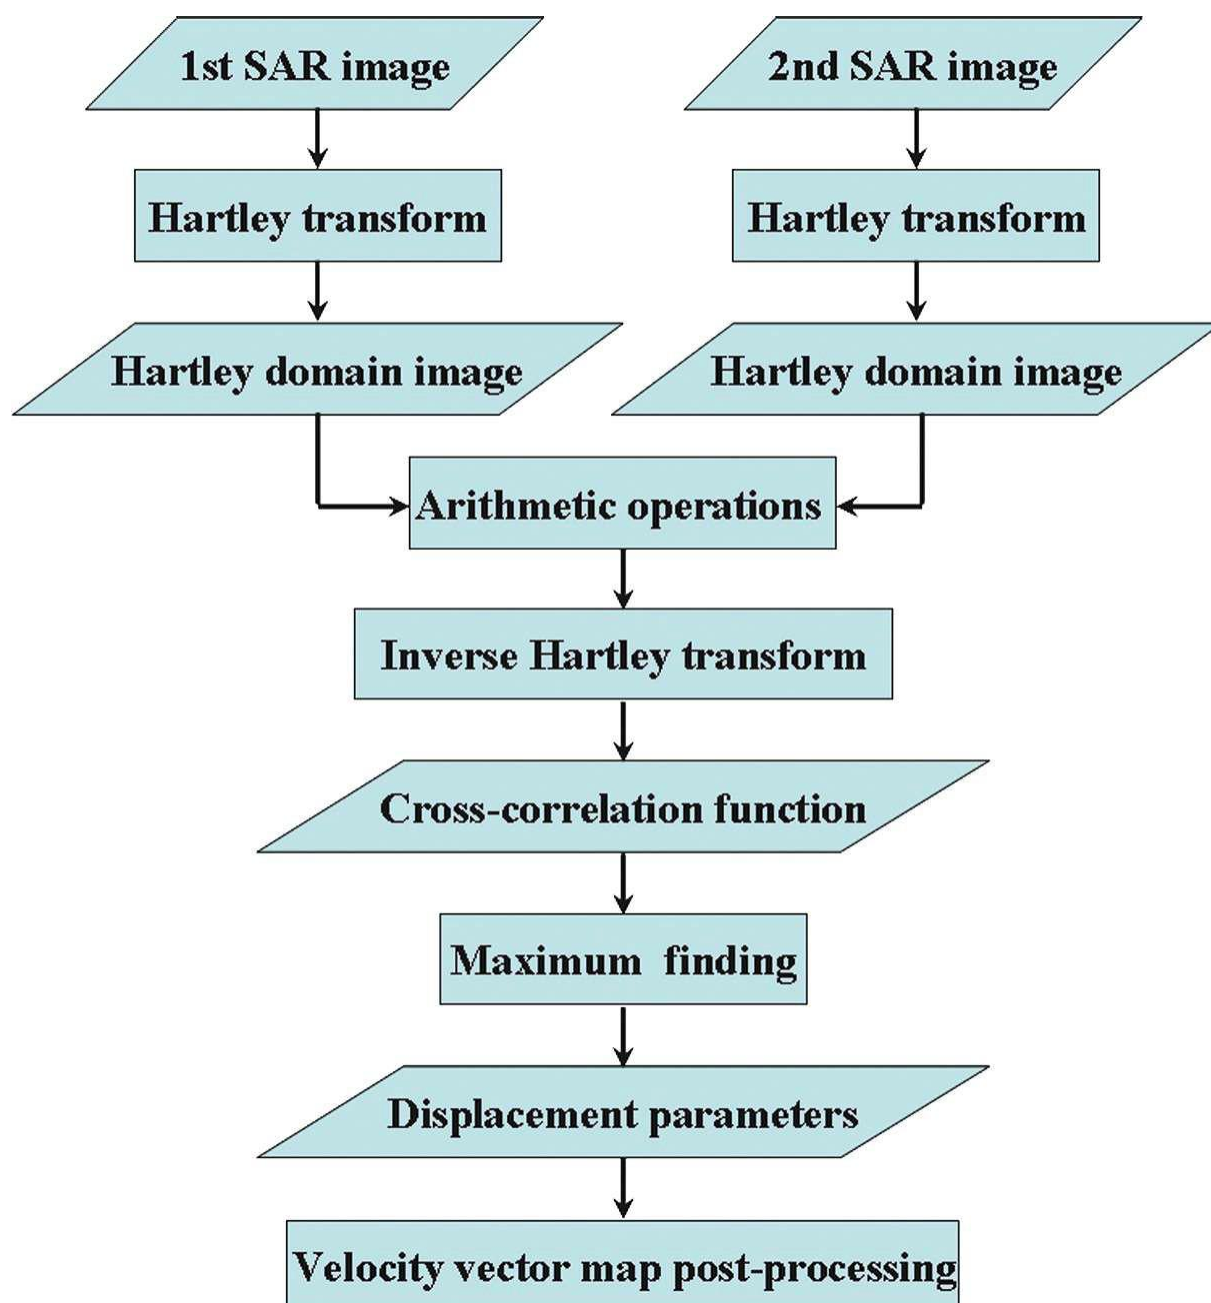 1st SAR image
2nd SAR image
Hartley transform
Hartley transform
Hartley domain image
Hartley domain image
Arithmetic operations
Inverse Hartley transform
Cross-correlation function
Maximum finding
Displacement parameters
Velocity vector map post-processing